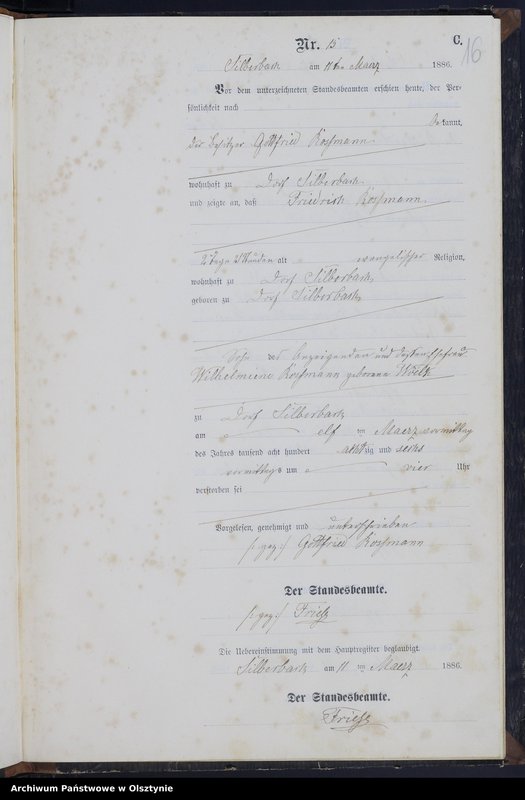 C.
16
Nr. 15
Silberbach am 11ten Maerz 1886.
Vor dem unterzeichneten Standesbeamten erschien heute, der Per-
sönlichkeit nach
bekannt,
der Besitzer Gottfried Rossmann
wohnhaft zu Dorf Silberbach
und zeigte an, daß Friedrich Rossmann
2 Tage 2 Stunden alt evangelischer Religion,
wohnhaft zu Dorf Silberbach
geboren zu Dorf Silberbach
Sohn des Anzeigenden und dessen Ehefrau
Wilhelmine Rossmann geborene
zu Dorf Silberbach
am elf ten Maerz vormittag
des Jahres tausend acht hundert achtzig und sechs
vormittags um vier Uhr
verstorben sei
Vorgelesen, genehmigt und unterschrieben
(:gez:) Gottfried Rossmann
Der Standesbeamte.
(:gez:) Friese
Die Uebereinstimmung mit dem Hauptregister beglaubigt.
Silberbach am 11 ten Maerz 1886.
Der Standesbeamte.
Friese
Archiwum Państwowe w Olsztynie